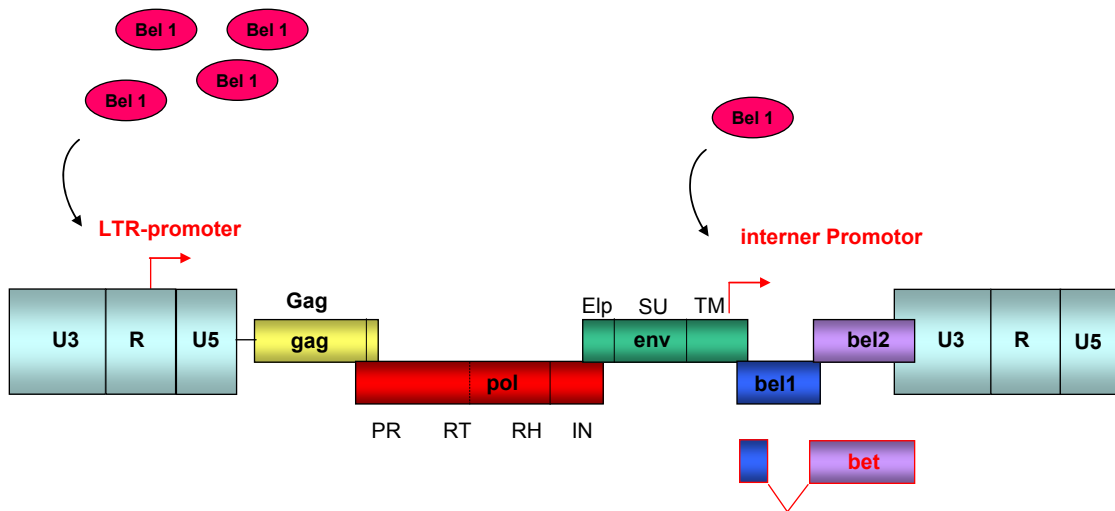 Bel 1
Bel 1
Bel 1
Bel 1
Bel 1
LTR-promoter
interner Promotor
Gag
Elp SU TM
U3 R U5 gag env bel2 U3 R U5
pol bel1
PR RT RH IN
bet